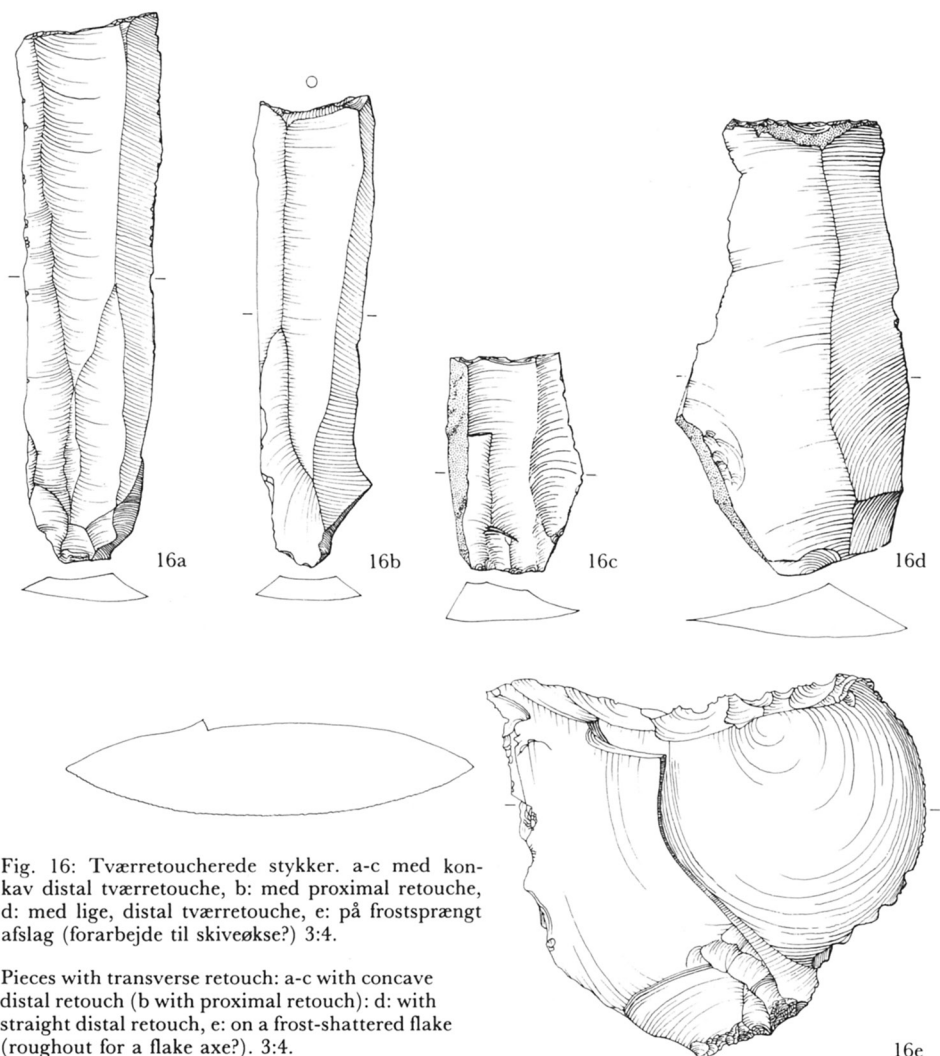 16a
16b
16c
16d
Fig. 16: Tværretoucherede stykker. a-c med kon-
kav distal tværretouche, b: med proximal retouche,
d: med lige, distal tværretouche, e: på frostsprængt
afslag (forarbejde til skiveøkse?) 3:4.
Pieces with transverse retouch: a-c with concave
distal retouch (b with proximal retouch): d: with
straight distal retouch, e: on a frost-shattered flake
(roughout for a flake axe?). 3:4.
16e